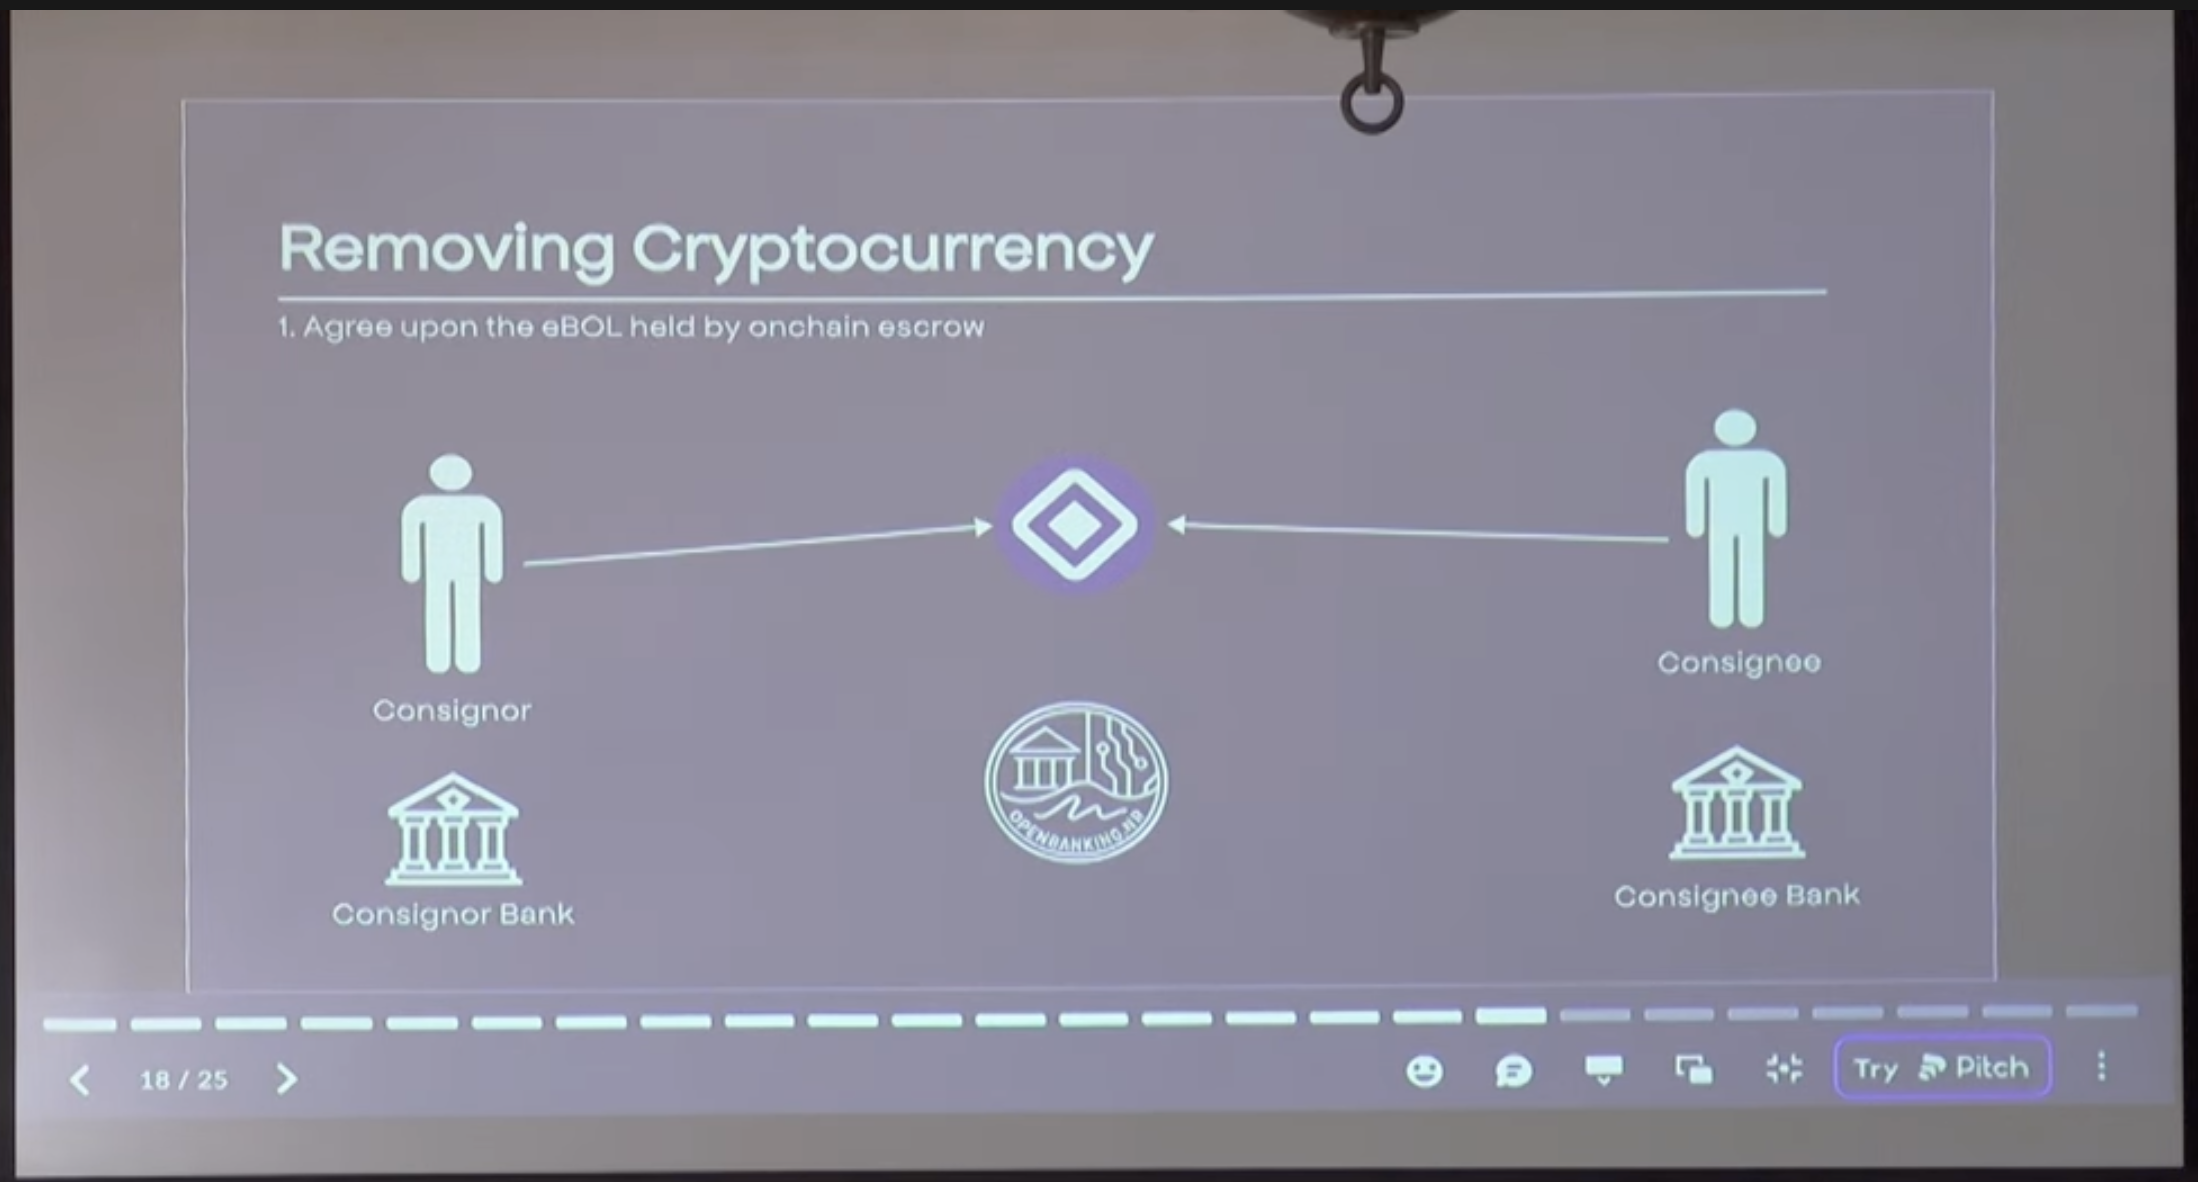 Removing Cryptocurrency
1. Agree upon the eBOL held by onchain escrow
Consignor
Consignee
OPENBANKING.NP
Consignor Bank
Consignee Bank
18 / 25
Try Pitch